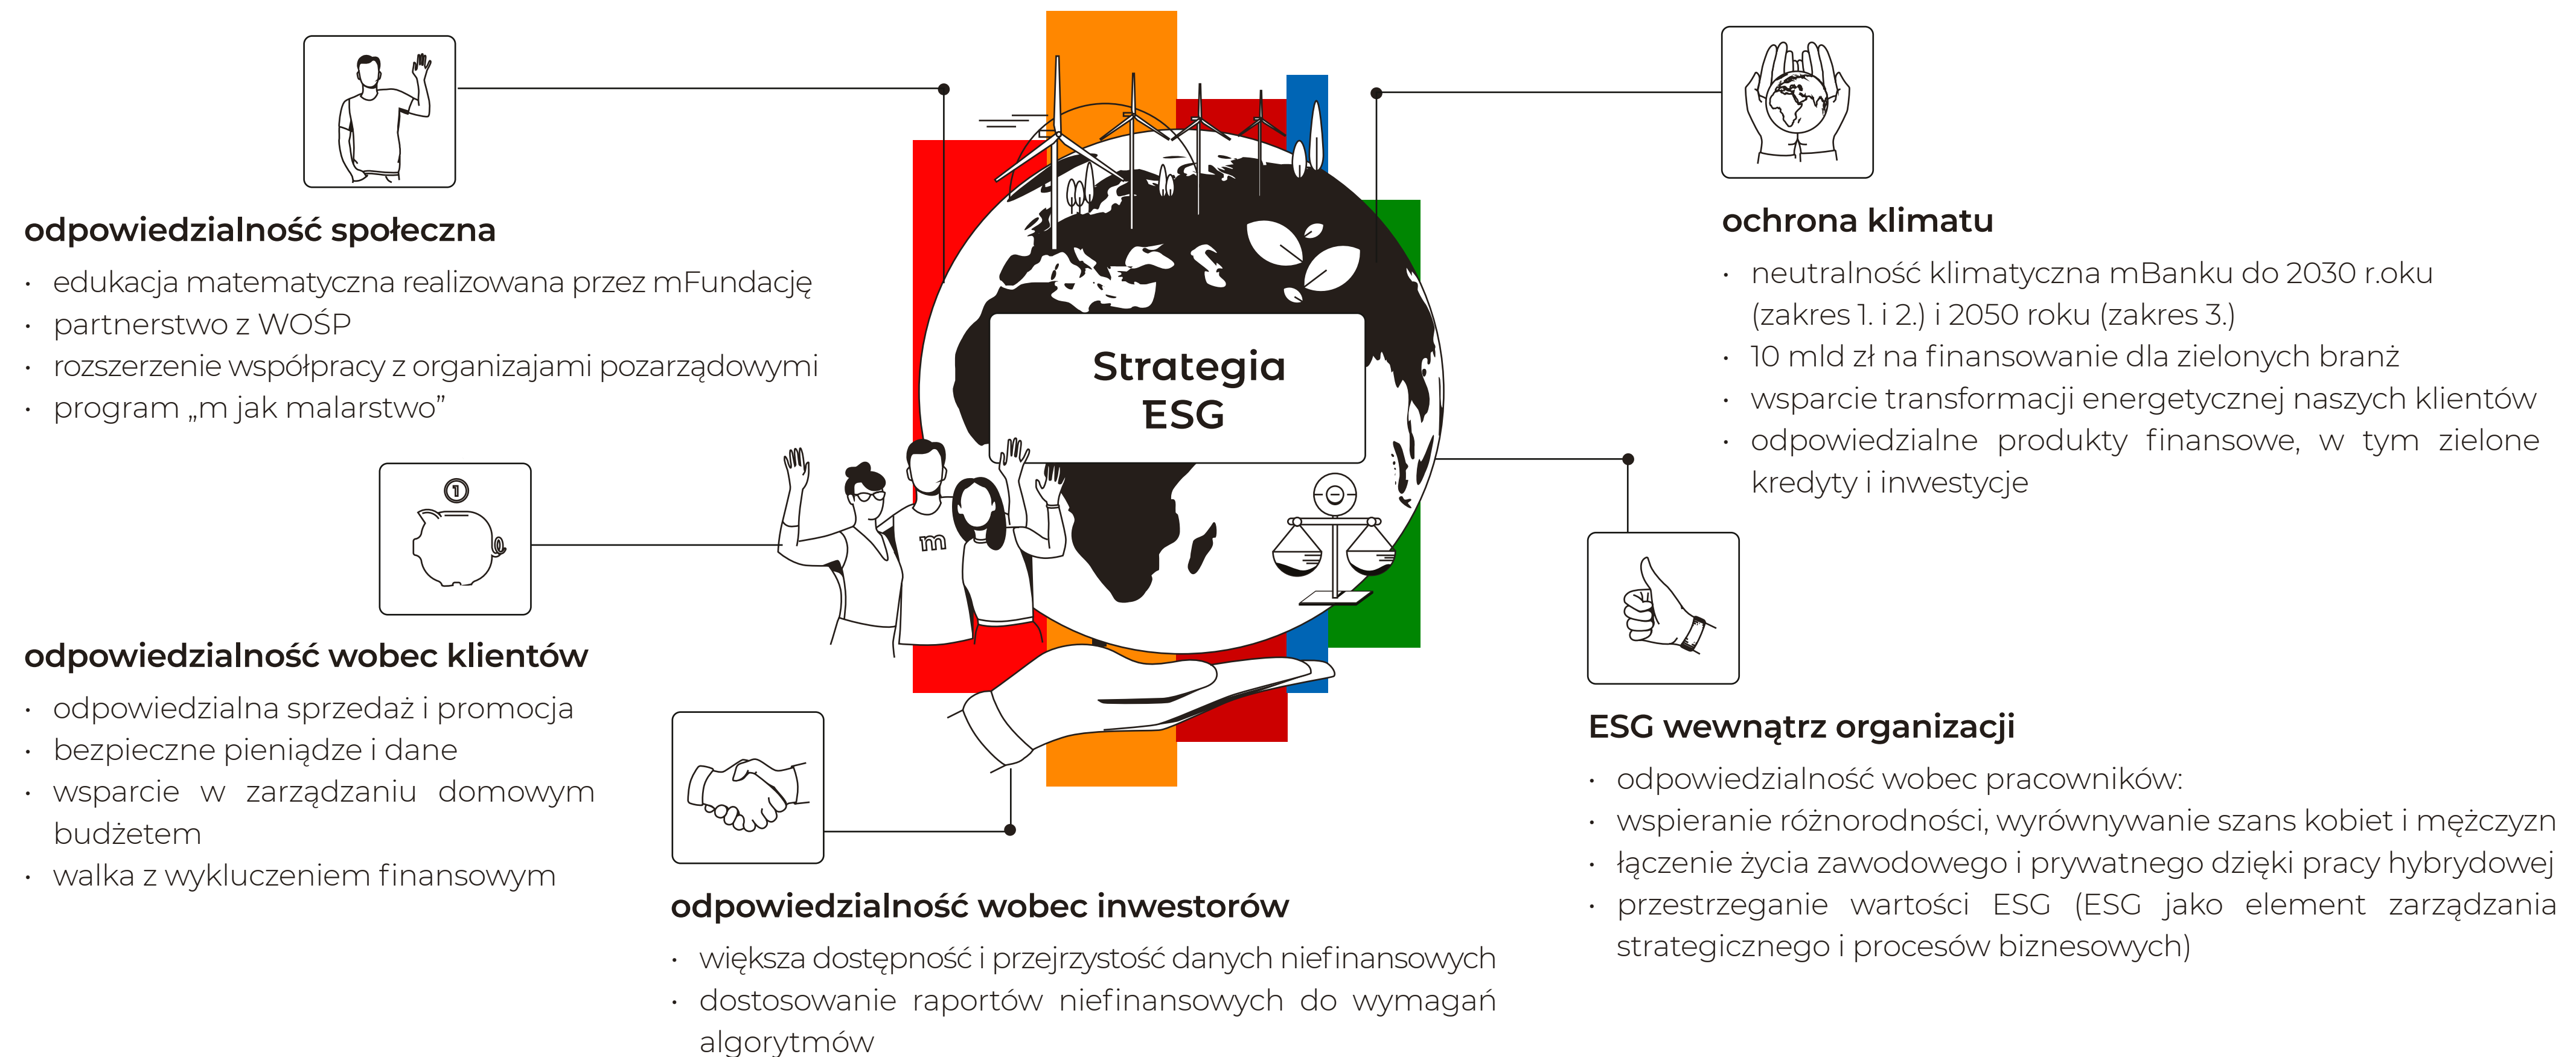 Strategia
ESG
odpowiedzialność społeczna
• edukacja matematyczna realizowana przez mFundację
• partnerstwo z WOŚP
• rozszerzenie współpracy z organizajami pozarządowymi
• program „m jak malarstwo”
1
odpowiedzialność wobec klientów
• odpowiedzialna sprzedaż i promocja
• bezpieczne pieniądze i dane
• wsparcie w zarządzaniu domowym
budżetem
• walka z wykluczeniem finansowym
m
odpowiedzialność wobec inwestorów
• większa dostępność i przejrzystość danych niefinansowych
• dostosowanie raportów niefinansowych do wymagań
algorytmów
ochrona klimatu
• neutralność klimatyczna mBanku do 2030 r.oku
(zakres 1. i 2.) i 2050 roku (zakres 3.)
• 10 mld zł na finansowanie dla zielonych branż
• wsparcie transformacji energetycznej naszych klientów
• odpowiedzialne produkty finansowe, w tym zielone
kredyty i inwestycje
ESG wewnątrz organizacji
• odpowiedzialność wobec pracowników:
• wspieranie różnorodności, wyrównywanie szans kobiet i mężczyzn
• łączenie życia zawodowego i prywatnego dzięki pracy hybrydowej
• przestrzeganie wartości ESG (ESG jako element zarządzania
strategicznego i procesów biznesowych)